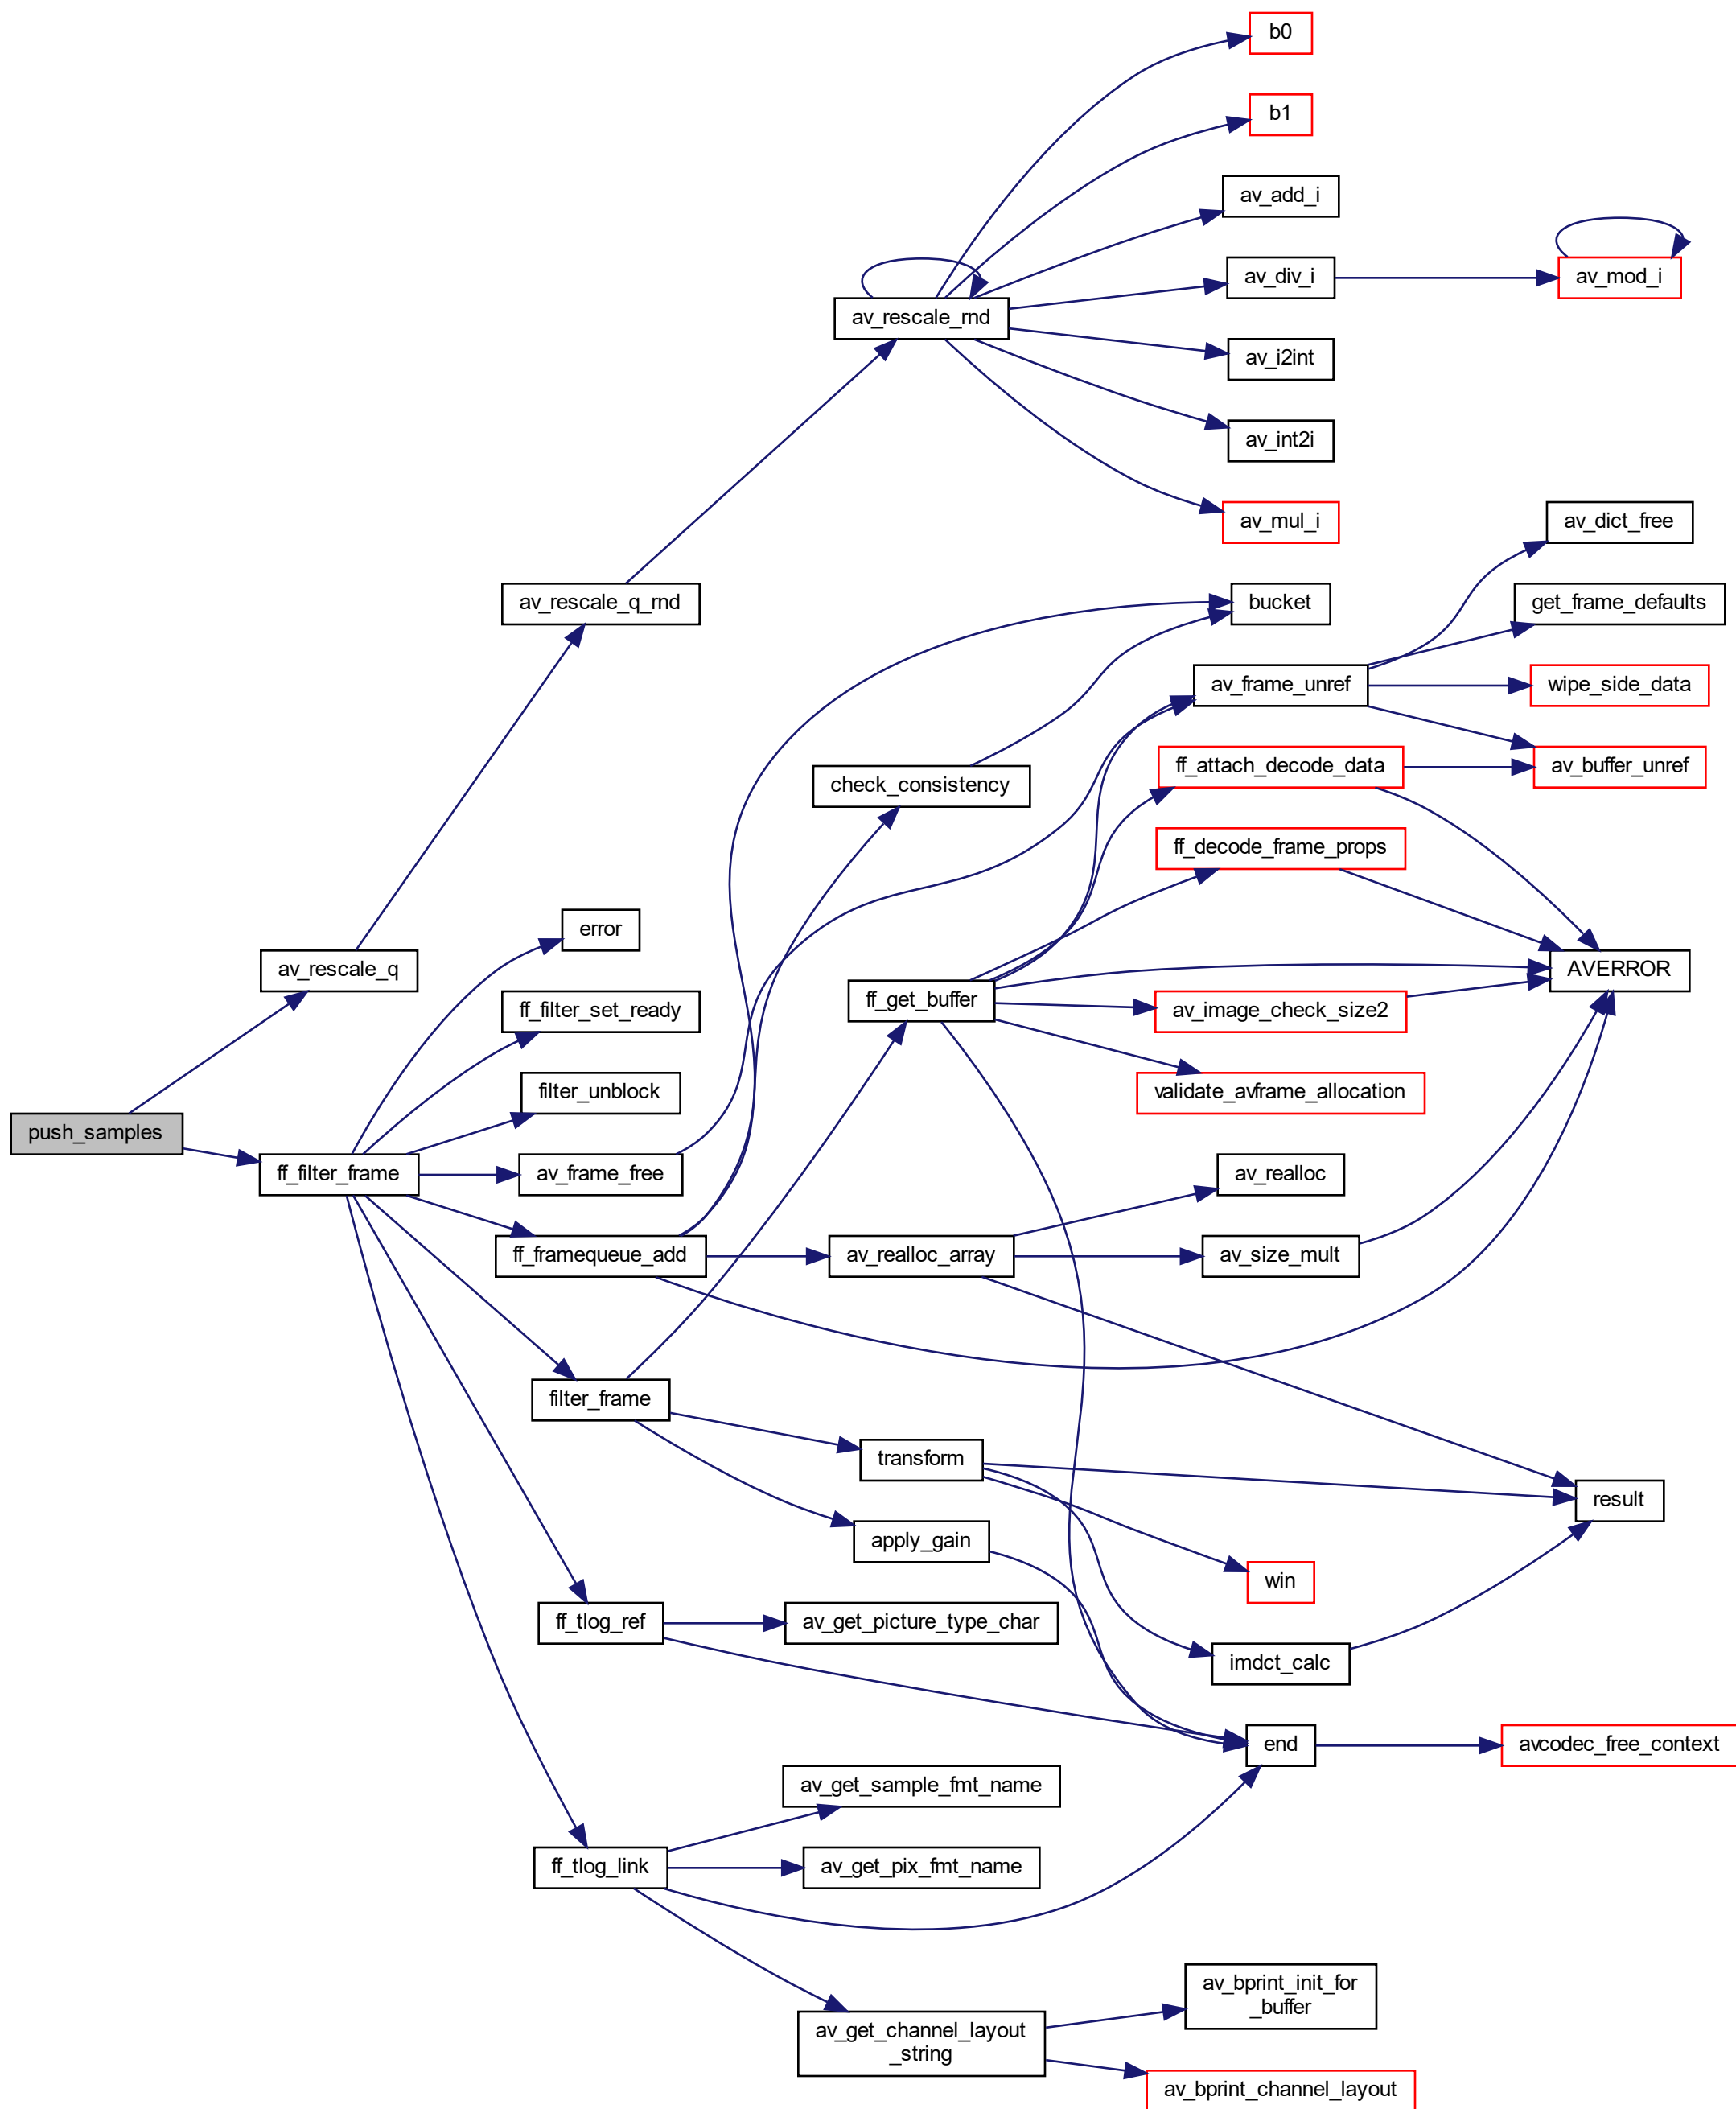 b0
b1
av_add_i
av_div_i
av_mod_i
av_rescale_rnd
av_i2int
av_int2i
av_mul_i
av_dict_free
av_rescale_q_rnd
bucket
get_frame_defaults
av_frame_unref
wipe_side_data
check_consistency
ff_attach_decode_data
av_buffer_unref
ff_decode_frame_props
error
av_rescale_q
AVERROR
ff_filter_set_ready
ff_get_buffer
av_image_check_size2
filter_unblock
validate_avframe_allocation
push_samples
ff_filter_frame
av_frame_free
av_realloc
ff_framequeue_add
av_realloc_array
av_size_mult
filter_frame
transform
result
apply_gain
win
ff_tlog_ref
av_get_picture_type_char
imdct_calc
end
avcodec_free_context
av_get_sample_fmt_name
ff_tlog_link
av_get_pix_fmt_name
av_bprint_init_for
_buffer
av_get_channel_layout
_string
av_bprint_channel_layout